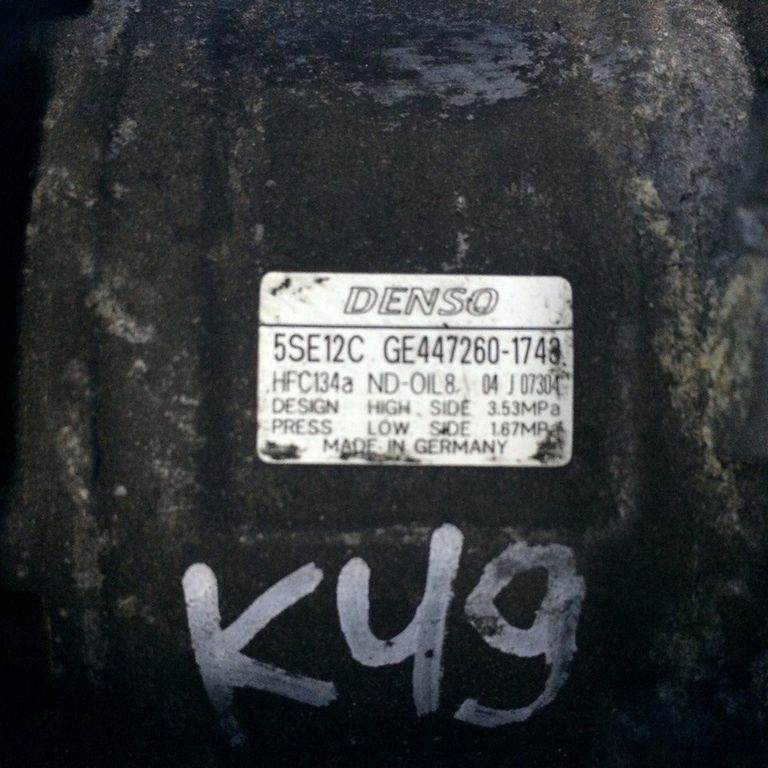 DENSO
5SE12C GE447260-1743
HFC134a ND-OIL8 04 J 07304
DESIGN HIGH SIDE 3.53MPa
PRESS LOW SIDE 1.67MPa
MADE IN GERMANY
K49